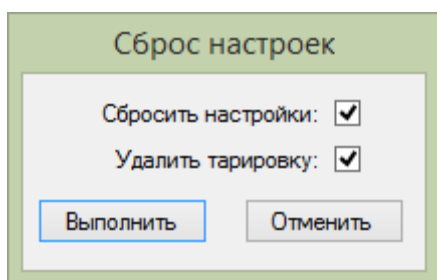 Сброс настроек
Сбросить настройки:
Удалить тарировку:
Выполнить Отменить